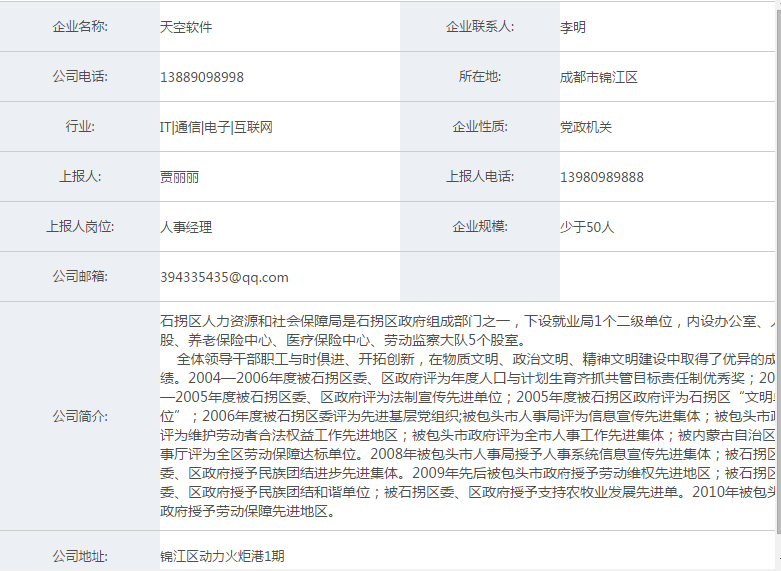 企业名称: 天空软件 企业联系人: 李明
公司电话: 13889098998 所在地: 成都市锦江区
行业: IT|通信|电子|互联网 企业性质: 党政机关
上报人: 贾丽丽 上报人电话: 13980989888
上报人岗位: 人事经理 企业规模: 少于50人
公司邮箱: 394335435@qq.com
公司简介:
石拐区人力资源和社会保障局是石拐区政府组成部门之一，下设就业局1个二级单位，内设办公室、
股、养老保险中心、医疗保险中心、劳动监察大队5个股室。
全体领导干部职工与时俱进、开拓创新，在物质文明、政治文明、精神文明建设中取得了优异的成
绩。2004—2006年度被石拐区委、区政府评为年度人口与计划生育齐抓共管目标责任制优秀奖；20
—2005年度被石拐区委、区政府评为法制宣传先进单位；2005年度被石拐区政府评为石拐区“文明
位”；2006年度被石拐区委评为先进基层党组织;被包头市人事局评为信息宣传先进集体；被包头市
评为维护劳动者合法权益工作先进地区；被包头市政府评为全市人事工作先进集体；被内蒙古自治区
事厅评为全区劳动保障达标单位。2008年被包头市人事局授予人事系统信息宣传先进集体；被石拐区
委、区政府授予民族团结进步先进集体。2009年先后被包头市政府授予劳动维权先进地区；被石拐区
委、区政府授予民族团结和谐单位；被石拐区委、区政府授予支持农牧业发展先进单。2010年被包头
政府授予劳动保障先进地区。
公司地址: 锦江区动力火炬港1期